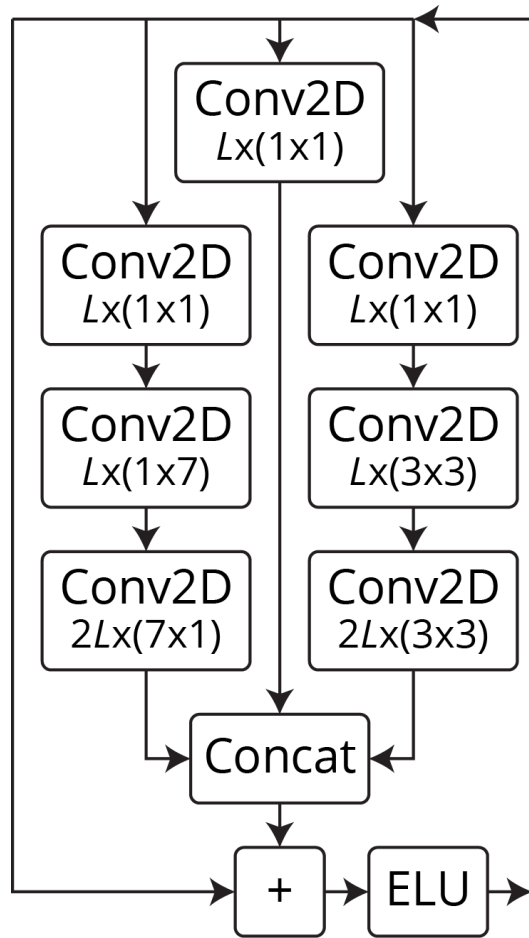 Conv2D
Lx(1x1)
Conv2D
Lx(1x1)
Conv2D
Lx(1x1)
Conv2D
Lx(1x7)
Conv2D
Lx(3x3)
Conv2D
2Lx(7x1)
Conv2D
2Lx(3x3)
Concat
+
ELU